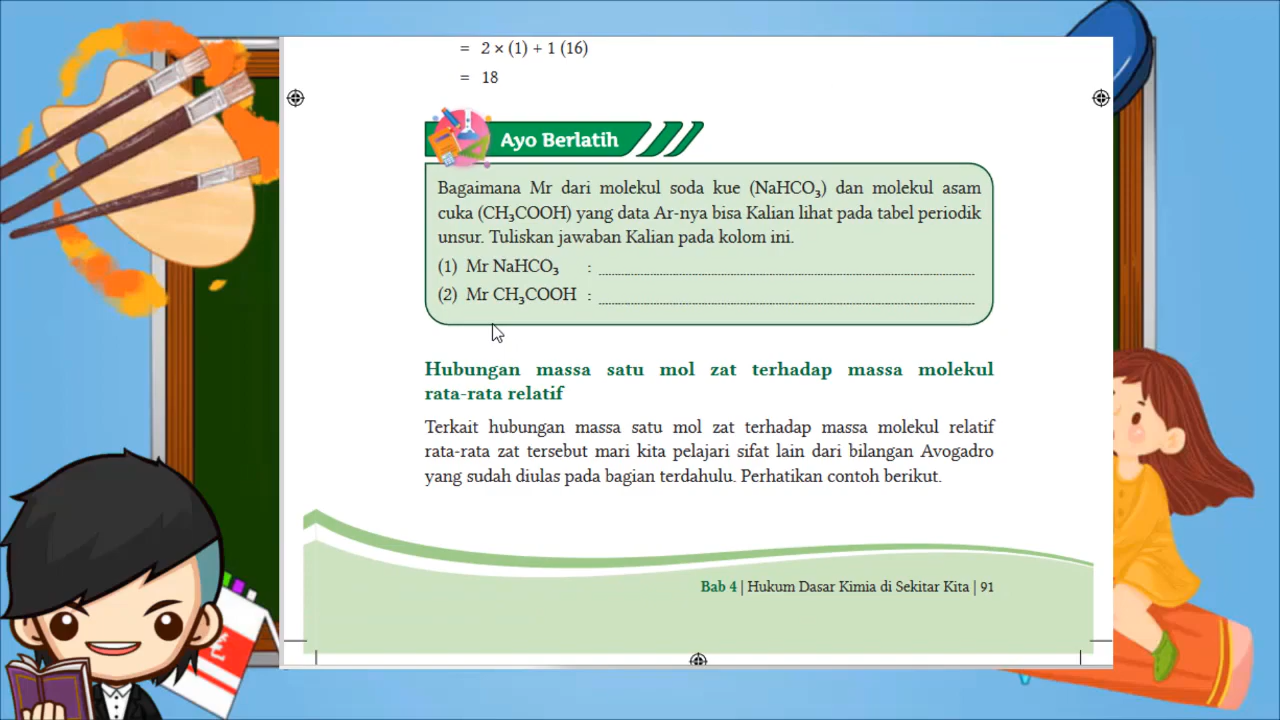 = 2 × (1) + 1 (16)
= 18
Ayo Berlatih
Bagaimana Mr dari molekul soda kue (NaHCO₃) dan molekul asam
cuka (CH₃COOH) yang data Ar-nya bisa Kalian lihat pada tabel periodik
unsur. Tuliskan jawaban Kalian pada kolom ini.
(1) Mr NaHCO₃ : ........................................
(2) Mr CH₃COOH : ........................................
Hubungan massa satu mol zat terhadap massa molekul
rata-rata relatif
Terkait hubungan massa satu mol zat terhadap massa molekul relatif
rata-rata zat tersebut mari kita pelajari sifat lain dari bilangan Avogadro
yang sudah diulas pada bagian terdahulu. Perhatikan contoh berikut.
Bab 4 | Hukum Dasar Kimia di Sekitar Kita | 91